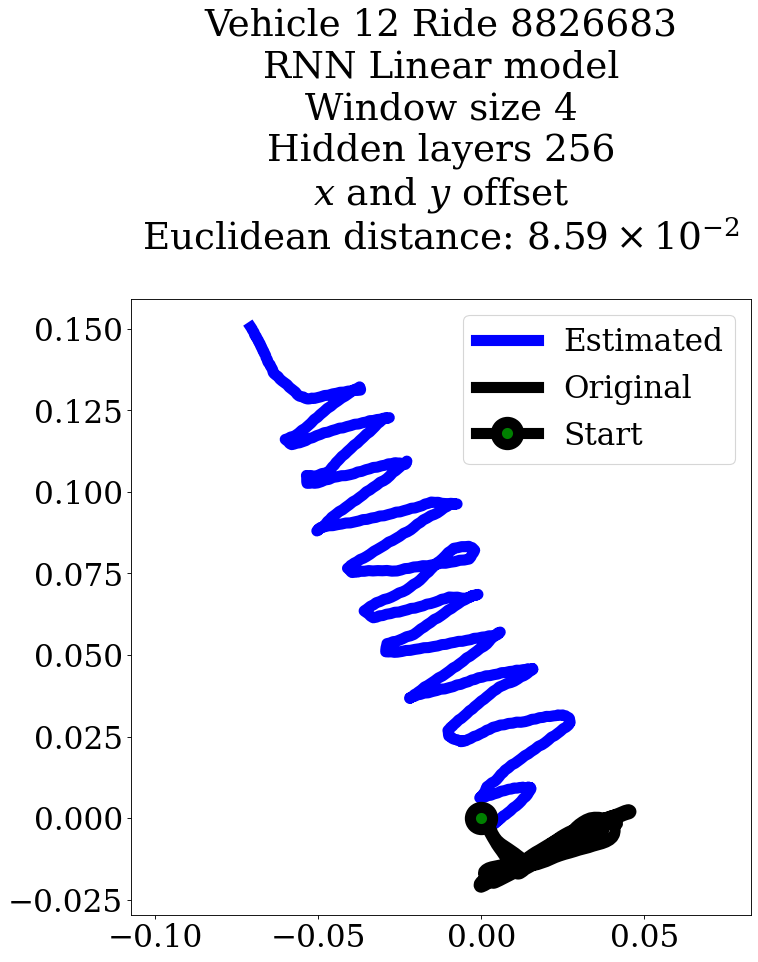 Vehicle 12 Ride 8826683
RNN Linear model
Window size 4
Hidden layers 256
x and y offset
Euclidean distance: 8.59 × 10⁻²
Estimated
Original
Start
0.150
0.125
0.100
0.075
0.050
0.025
0.000
−0.025
−0.10
−0.05
0.00
0.05